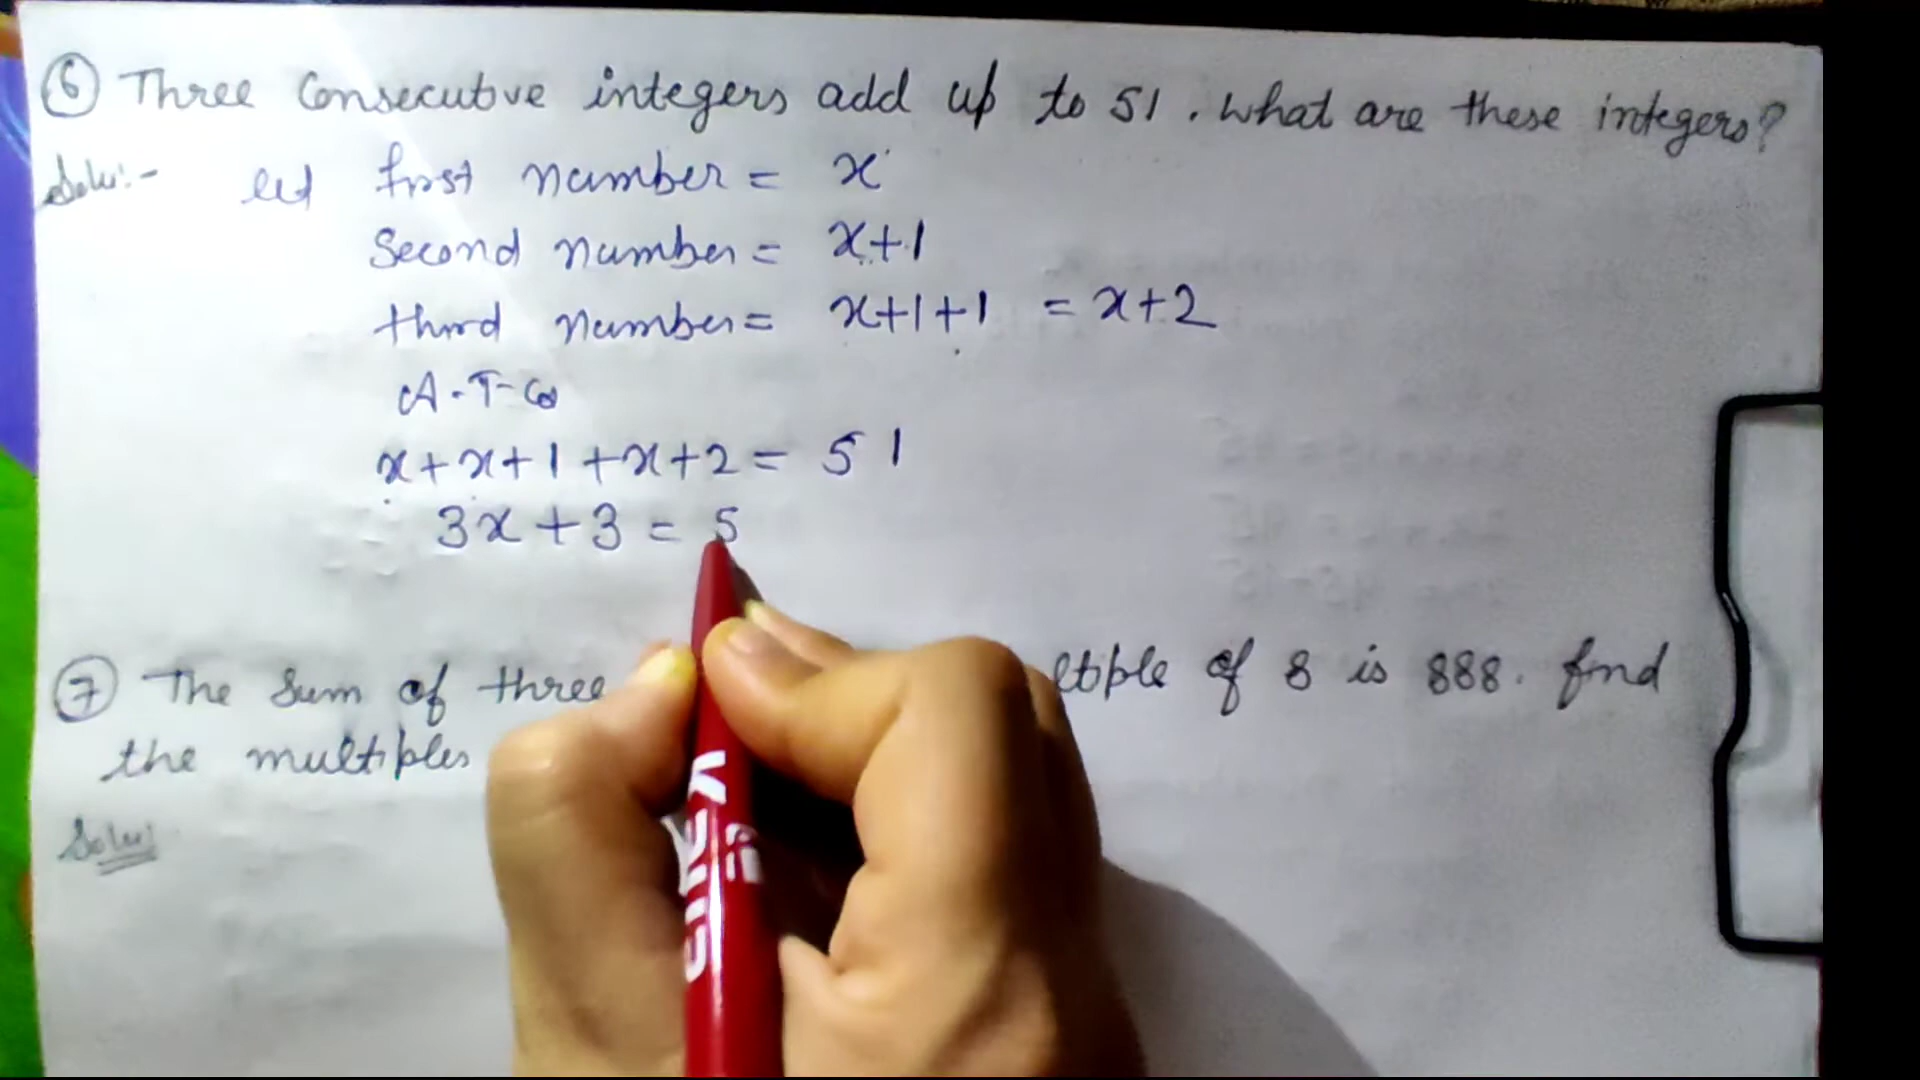 6 Three Consecutive integers add up to 51. What are these integers?
Solu:- let first number = x
Second number = x+1
third number = x+1+1 = x+2
A.T-Q
x+x+1+x+2= 51
3x+3 = 5
7 The Sum of three ltiple of 8 is 888. find
the multiples
Solu: